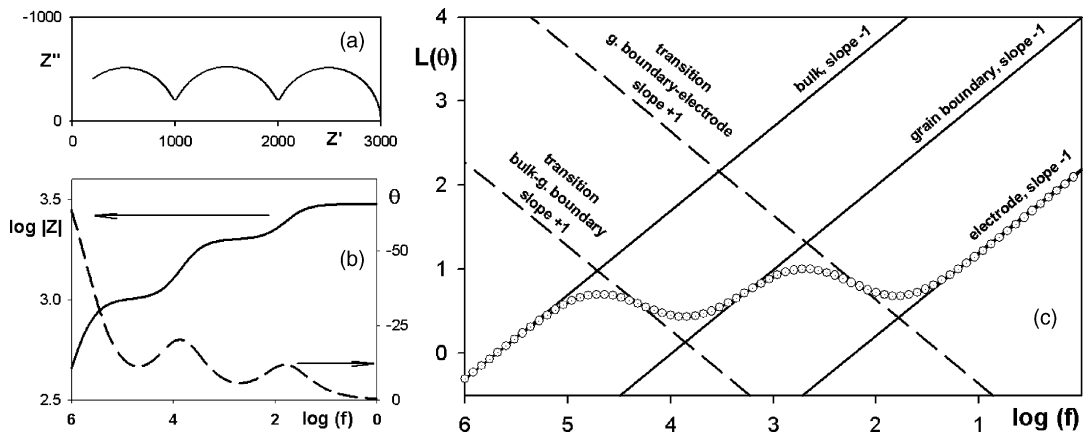 -1000
Z''
(a)
0
0
1000
Z'
2000
3000
3.5
θ
log |Z|
-50
(b)
3.0
-25
2.5
0
6
4
2
log (f)
0
4
L(θ)
3
2
1
0
transition
g. boundary-electrode
slope +1
transition
bulk-g. boundary
slope +1
bulk, slope -1
grain boundary, slope -1
electrode, slope -1
(c)
6
5
4
3
2
1
log (f)